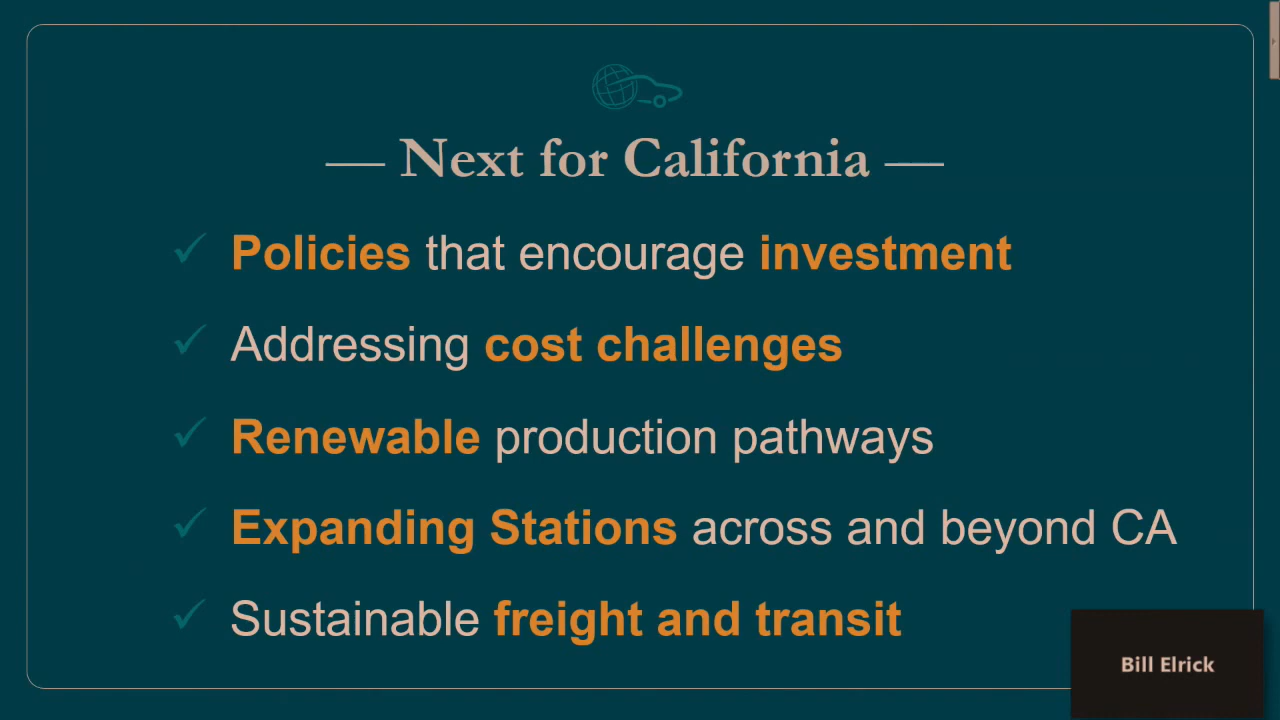 — Next for California —
✓ Policies that encourage investment
✓ Addressing cost challenges
✓ Renewable production pathways
✓ Expanding Stations across and beyond CA
✓ Sustainable freight and transit
Bill Elrick